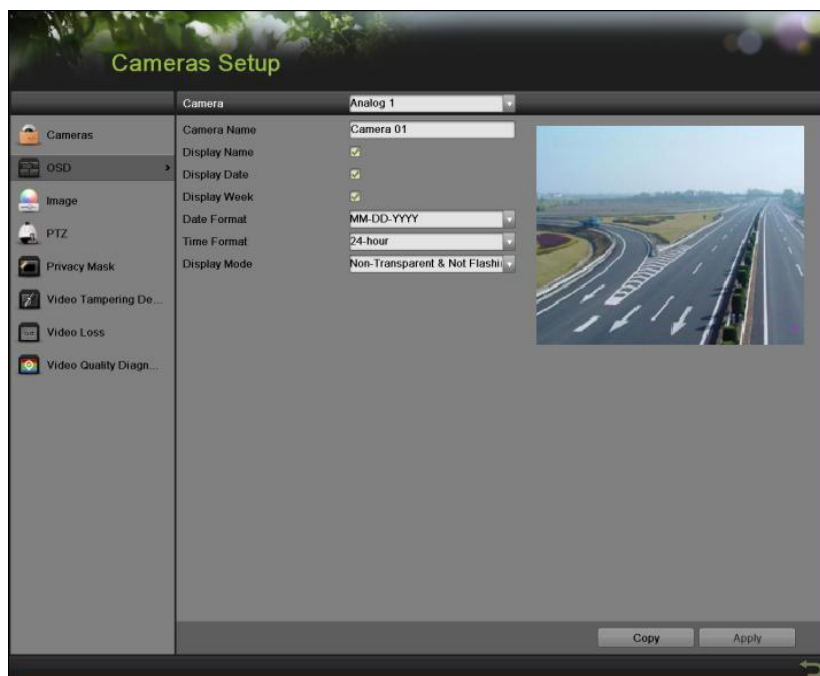 Cameras Setup
Camera Analog 1
Cameras
OSD
Image
PTZ
Privacy Mask
Video Tampering De...
Video Loss
Video Quality Diagn...
Camera Name Camera 01
Display Name
Display Date
Display Week
Date Format MM-DD-YYYY
Time Format 24-hour
Display Mode Non-Transparent & Not Flashi
Copy Apply